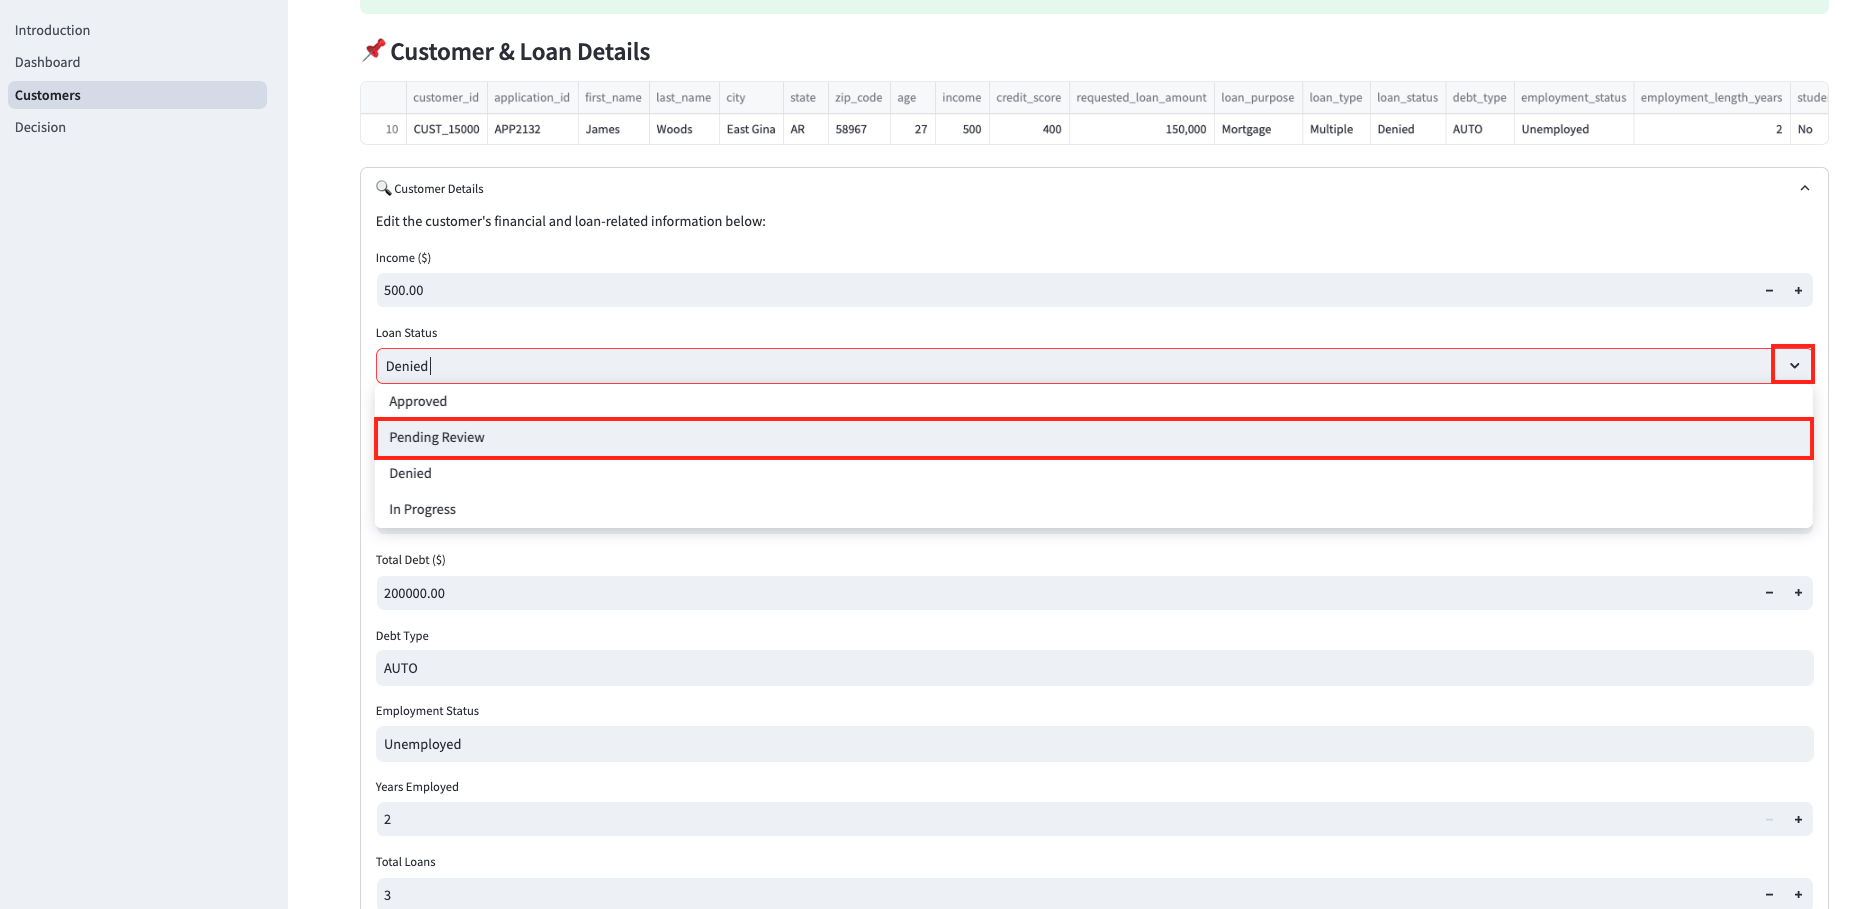 Introduction
Dashboard
Customers
Decision
Customer & Loan Details
customer_id application_id first_name last_name city state zip_code age income credit_score requested_loan_amount loan_purpose loan_type loan_status debt_type employment_status employment_length_years stude
10 CUST_15000 APP2132 James Woods East Gina AR 58967 27 500 400 150,000 Mortgage Multiple Denied AUTO Unemployed 2 No
Customer Details
Edit the customer's financial and loan-related information below:
Income ($)
500.00
Loan Status
Denied
Approved
Pending Review
Denied
In Progress
Total Debt ($)
200000.00
Debt Type
AUTO
Employment Status
Unemployed
Years Employed
2
Total Loans
3